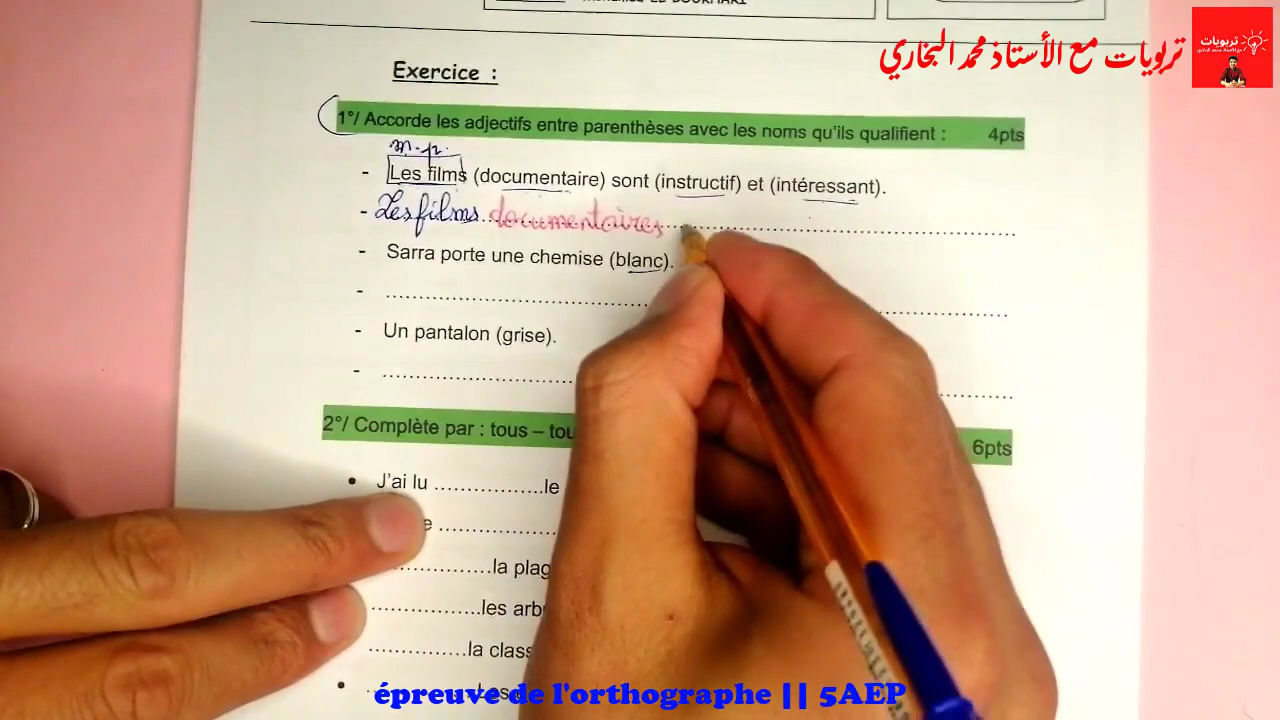 تربويات مع الأستاذ محمد البخاري
تربويات
Exercice :
1°/ Accorde les adjectifs entre parenthèses avec les noms qu'ils qualifient : 4pts
m.p.
- Les films (documentaire) sont (instructif) et (intéressant).
- Les films documentaires
- Sarra porte une chemise (blanc).
- 
- Un pantalon (grise).
- 
2°/ Complète par : tous – tou 6pts
• J'ai lu ……………..le
e ………………
……………..la plag
……………..les arb
……………..la class
• Les
épreuve de l'orthographe || 5AEP